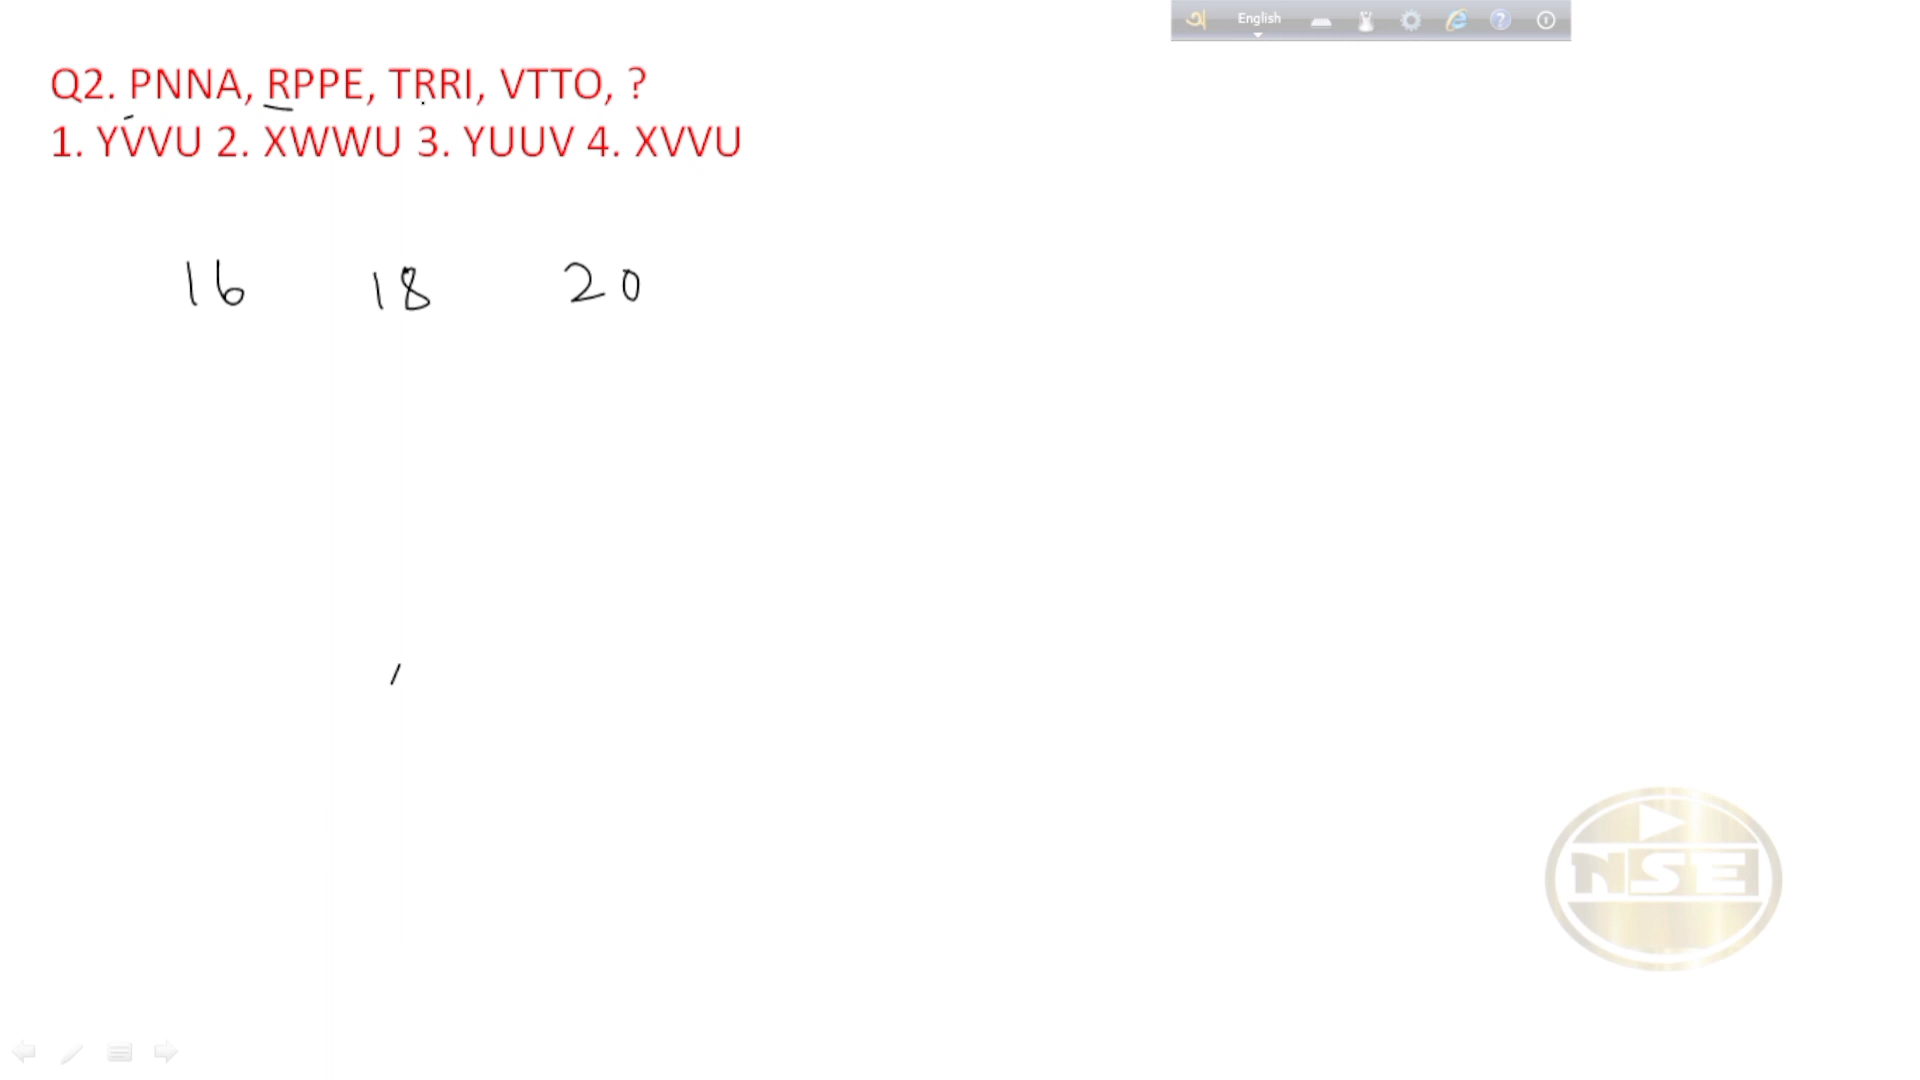 অ English
Q2. PNNA, RPPE, TRRI, VTTO, ?
1. YVVU 2. XWWU 3. YUUV 4. XVVU
16 18 20
NSE